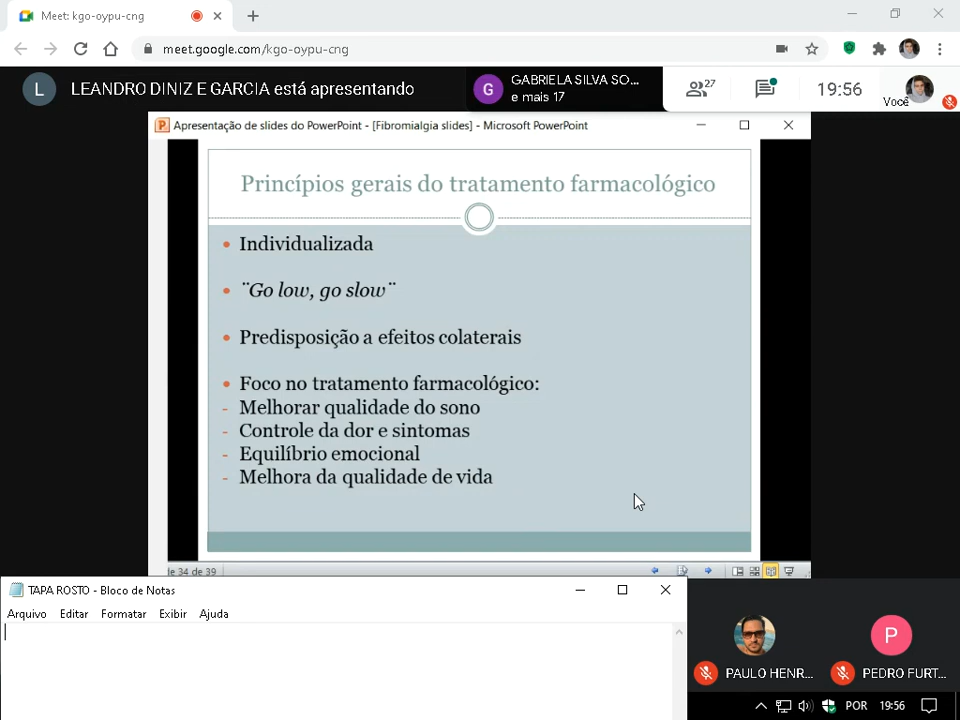 Meet: kgo-oypu-cng
meet.google.com/kgo-oypu-cng
L
LEANDRO DINIZ E GARCIA está apresentando
G
GABRIELA SILVA SO...
e mais 17
27
19:56
Você
Apresentação de slides do PowerPoint - [Fibromialgia slides] - Microsoft PowerPoint
Princípios gerais do tratamento farmacológico
• Individualizada
• ¨Go low, go slow¨
• Predisposição a efeitos colaterais
• Foco no tratamento farmacológico:
- Melhorar qualidade do sono
- Controle da dor e sintomas
- Equilíbrio emocional
- Melhora da qualidade de vida
de 34 de 39
TAPA ROSTO - Bloco de Notas
Arquivo Editar Formatar Exibir Ajuda
P
PAULO HENR...
PEDRO FURT...
POR 19:56